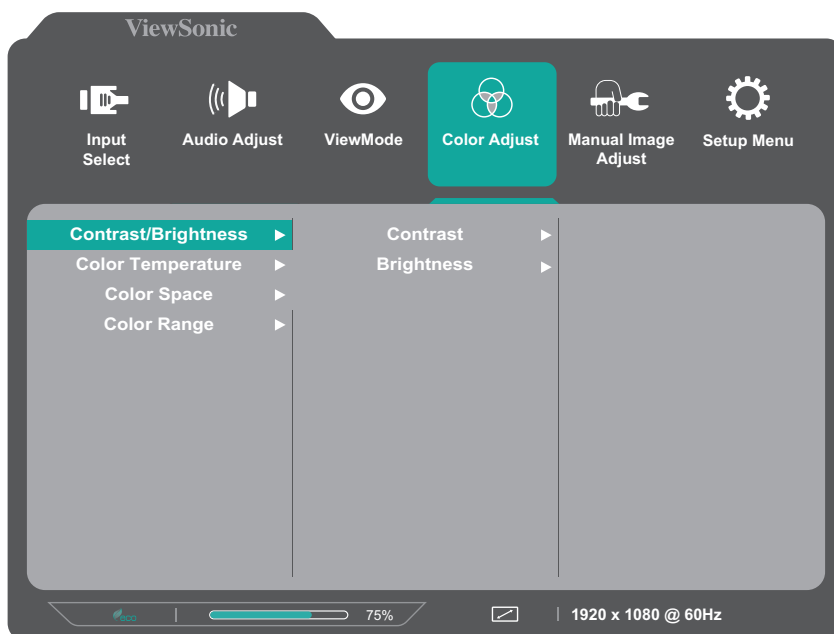 ViewSonic
Input
Select
Audio Adjust
ViewMode
Color Adjust
Manual Image
Adjust
Setup Menu
Contrast/Brightness
Color Temperature
Color Space
Color Range
Contrast
Brightness
ECO
75%
1920 x 1080 @ 60Hz